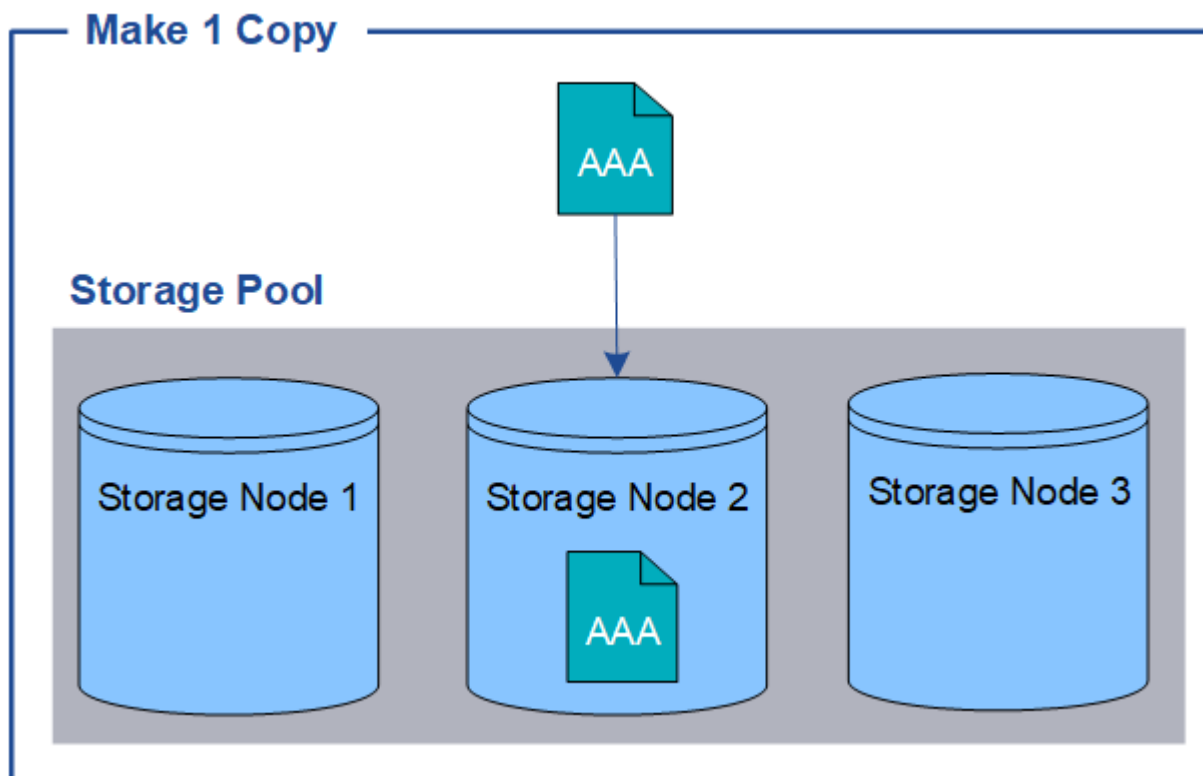 Make 1 Copy
AAA
Storage Pool
Storage Node 1
Storage Node 2
Storage Node 3
AAA